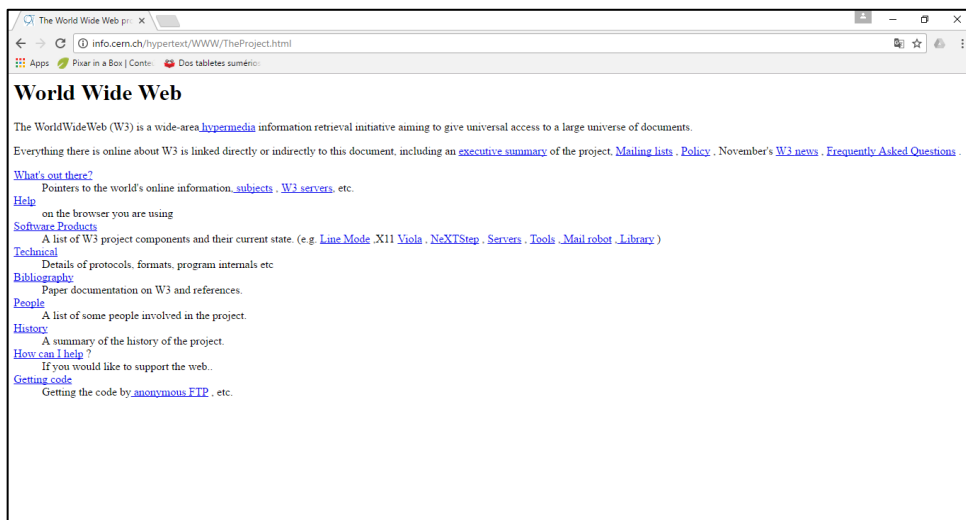 The World Wide Web pro
info.cern.ch/hypertext/WWW/TheProject.html
Apps Pixar in a Box | Conte Dos tabletes sumério
World Wide Web
The WorldWideWeb (W3) is a wide-area hypermedia information retrieval initiative aiming to give universal access to a large universe of documents.
Everything there is online about W3 is linked directly or indirectly to this document, including an executive summary of the project, Mailing lists , Policy , November's W3 news , Frequently Asked Questions .
What's out there?
Pointers to the world's online information, subjects , W3 servers, etc.
Help
on the browser you are using
Software Products
A list of W3 project components and their current state. (e.g. Line Mode ,X11 Viola , NeXTStep , Servers , Tools , Mail robot , Library )
Technical
Details of protocols, formats, program internals etc
Bibliography
Paper documentation on W3 and references.
People
A list of some people involved in the project.
History
A summary of the history of the project.
How can I help ?
If you would like to support the web..
Getting code
Getting the code by anonymous FTP , etc.